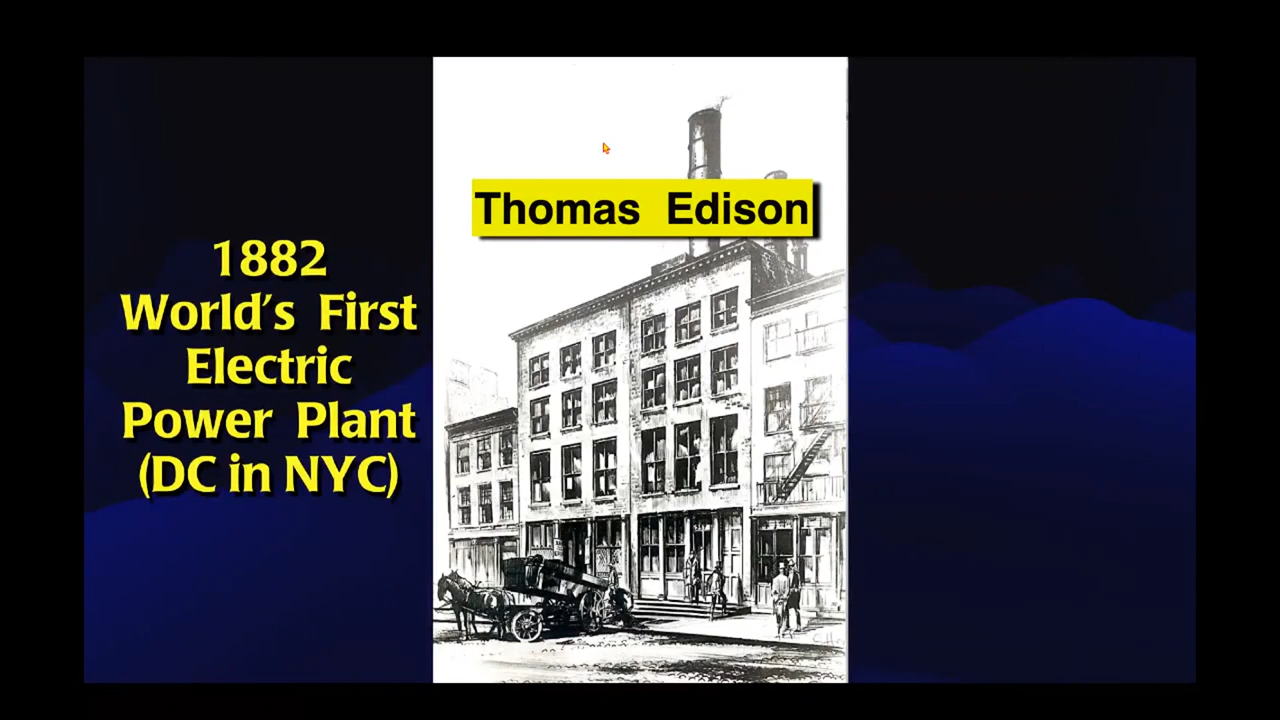 Thomas Edison
1882
World's First
Electric
Power Plant
(DC in NYC)